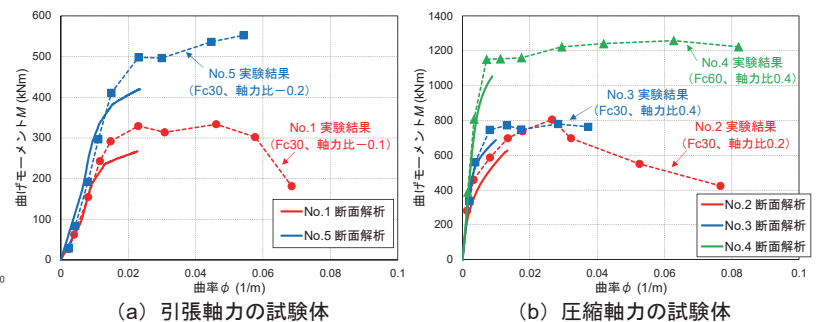 600
500
400
300
200
100
0
曲げモーメントM (kNm)
No.5 実験結果
(Fc30、軸力比－0.2)
No.1 実験結果
(Fc30、軸力比－0.1)
No.1 断面解析
No.5 断面解析
0 0.02 0.04 0.06 0.08 0.1
曲率φ (1/m)
(a) 引張軸力の試験体
1400
1200
1000
800
600
400
200
0
曲げモーメントM (kNm)
No.4 実験結果
(Fc60、軸力比0.4)
No.3 実験結果
(Fc30、軸力比0.4)
No.2 実験結果
(Fc30、軸力比0.2)
No.2 断面解析
No.3 断面解析
No.4 断面解析
0 0.02 0.04 0.06 0.08 0.1
曲率φ (1/m)
(b) 圧縮軸力の試験体